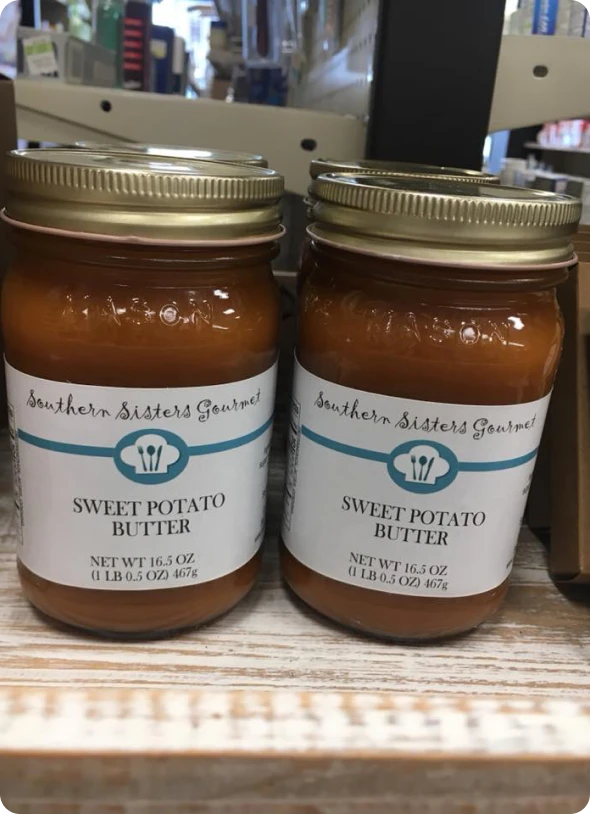 MASON
Southern Sisters Gourmet
SWEET POTATO
BUTTER
NET WT 16.5 OZ
(1 LB 0.5 OZ) 467g
MASON
Southern Sisters Gourmet
SWEET POTATO
BUTTER
NET WT 16.5 OZ
(1 LB 0.5 OZ) 467g